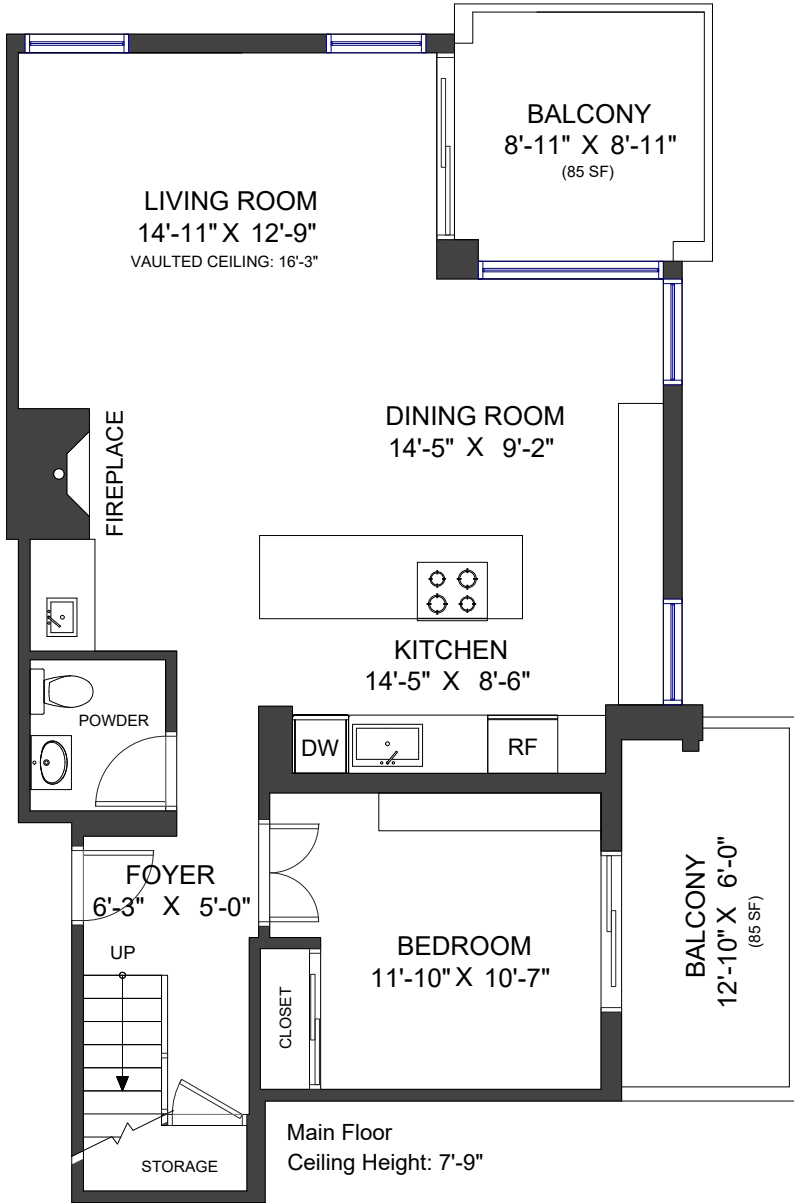 BALCONY
8'-11" X 8'-11"
(85 SF)
LIVING ROOM
14'-11" X 12'-9"
VAULTED CEILING: 16'-3"
DINING ROOM
14'-5" X 9'-2"
FIREPLACE
KITCHEN
14'-5" X 8'-6"
POWDER
DW
RF
FOYER
6'-3" X 5'-0"
UP
BEDROOM
11'-10" X 10'-7"
CLOSET
BALCONY
12'-10" X 6'-0"
(85 SF)
STORAGE
Main Floor
Ceiling Height: 7'-9"